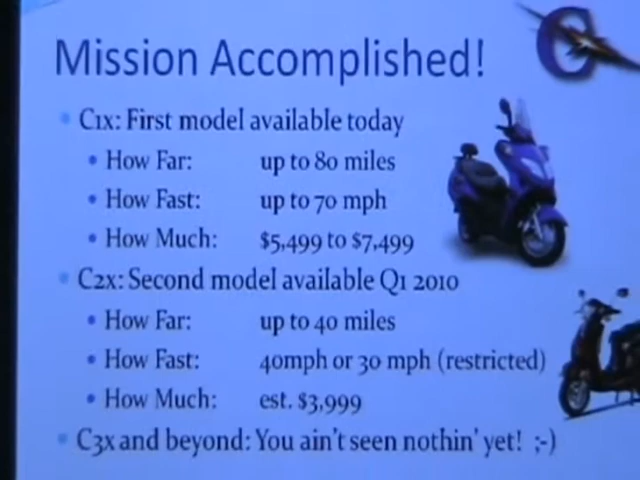 Mission Accomplished!
C
C1x: First model available today
How Far: up to 80 miles
How Fast: up to 70 mph
How Much: $5,499 to $7,499
C2x: Second model available Q1 2010
How Far: up to 40 miles
How Fast: 40mph or 30 mph (restricted)
How Much: est. $3,999
C3x and beyond: You ain't seen nothin' yet! ;-)